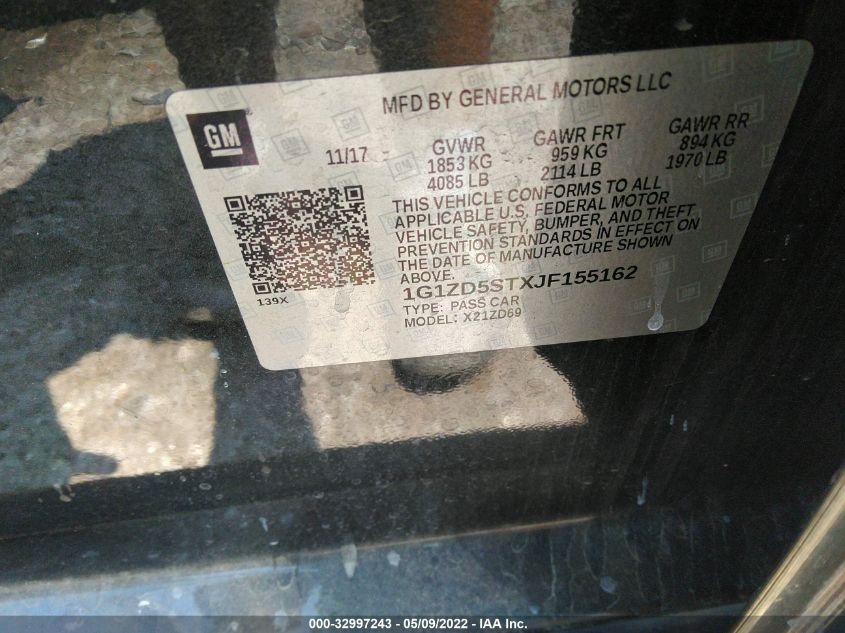 MFD BY GENERAL MOTORS LLC
GM
11/17
GVWR GAWR FRT GAWR RR
1853 KG 959 KG 894 KG
4085 LB 2114 LB 1970 LB
THIS VEHICLE CONFORMS TO ALL
APPLICABLE U.S. FEDERAL MOTOR
VEHICLE SAFETY, BUMPER, AND THEFT
PREVENTION STANDARDS IN EFFECT ON
THE DATE OF MANUFACTURE SHOWN
ABOVE.
139X
1G1ZD5STXJF155162
TYPE: PASS CAR
MODEL: X21ZD69
000-32997243 - 05/09/2022 - IAA Inc.